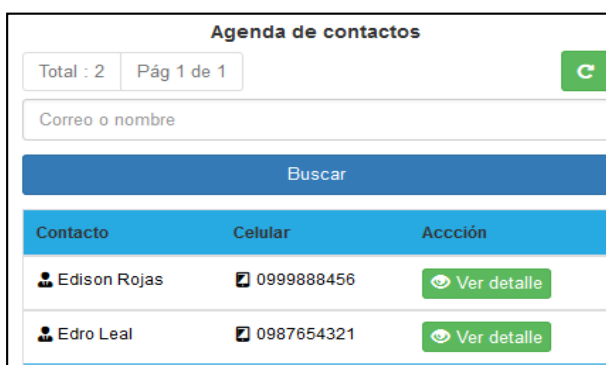 Agenda de contactos
Total : 2 Pág 1 de 1
Correo o nombre
Buscar
Contacto Celular Accción
Edison Rojas 0999888456 Ver detalle
Edro Leal 0987654321 Ver detalle